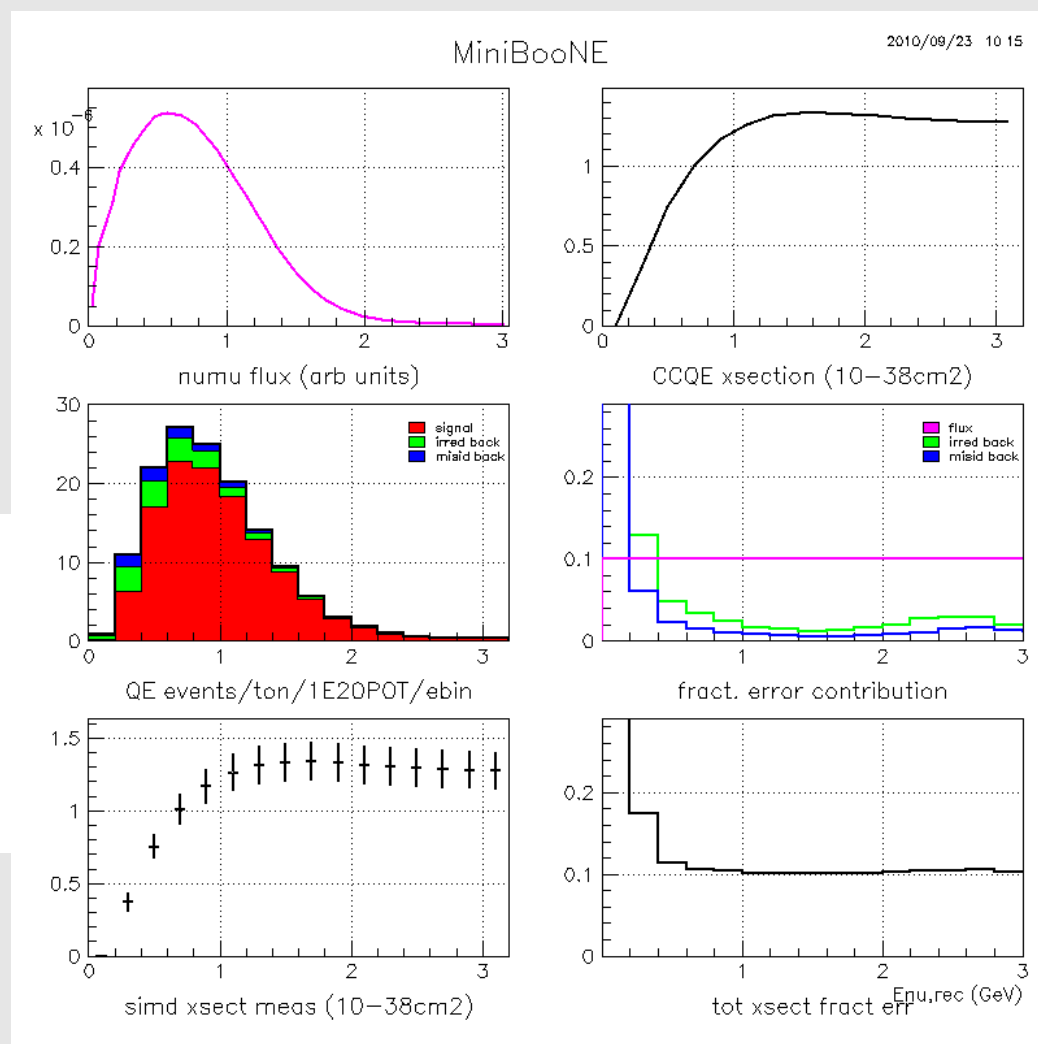 MiniBooNE
2010/09/23 10 15
x 10⁻⁶
0.4
0.2
0
0 1 2 3
numu flux (arb units)
1
0.5
0
0 1 2 3
CCQE xsection (10-38cm2)
30
20
10
0
signal
irred back
misid back
0 1 2 3
QE events/ton/1E20POT/ebin
0.2
0.1
0
flux
irred back
misid back
1 2 3
fract. error contribution
1.5
1
0.5
0
0 1 2 3
simd xsect meas (10-38cm2)
0.2
0.1
0
1 2 3
Enu,rec (GeV)
tot xsect fract err